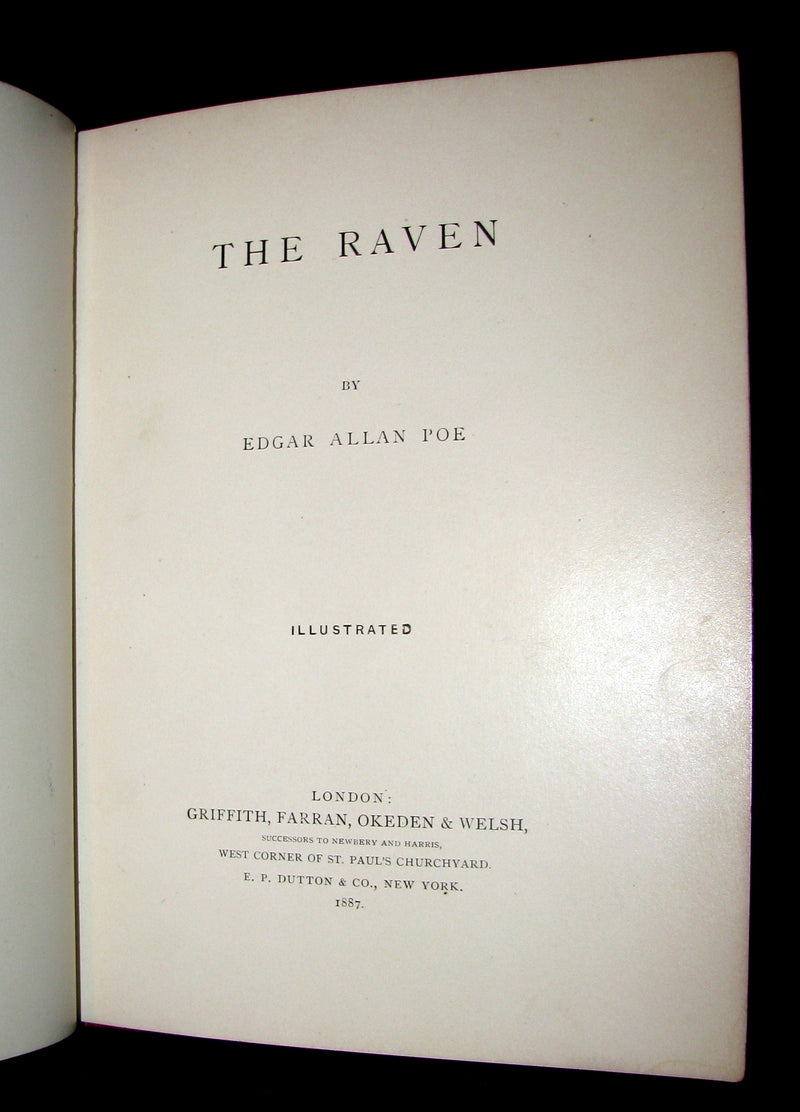 THE RAVEN
BY
EDGAR ALLAN POE
ILLUSTRATED
LONDON:
GRIFFITH, FARRAN, OKEDEN & WELSH,
SUCCESSORS TO NEWBERY AND HARRIS,
WEST CORNER OF ST. PAUL'S CHURCHYARD.
E. P. DUTTON & CO., NEW YORK.
1887.